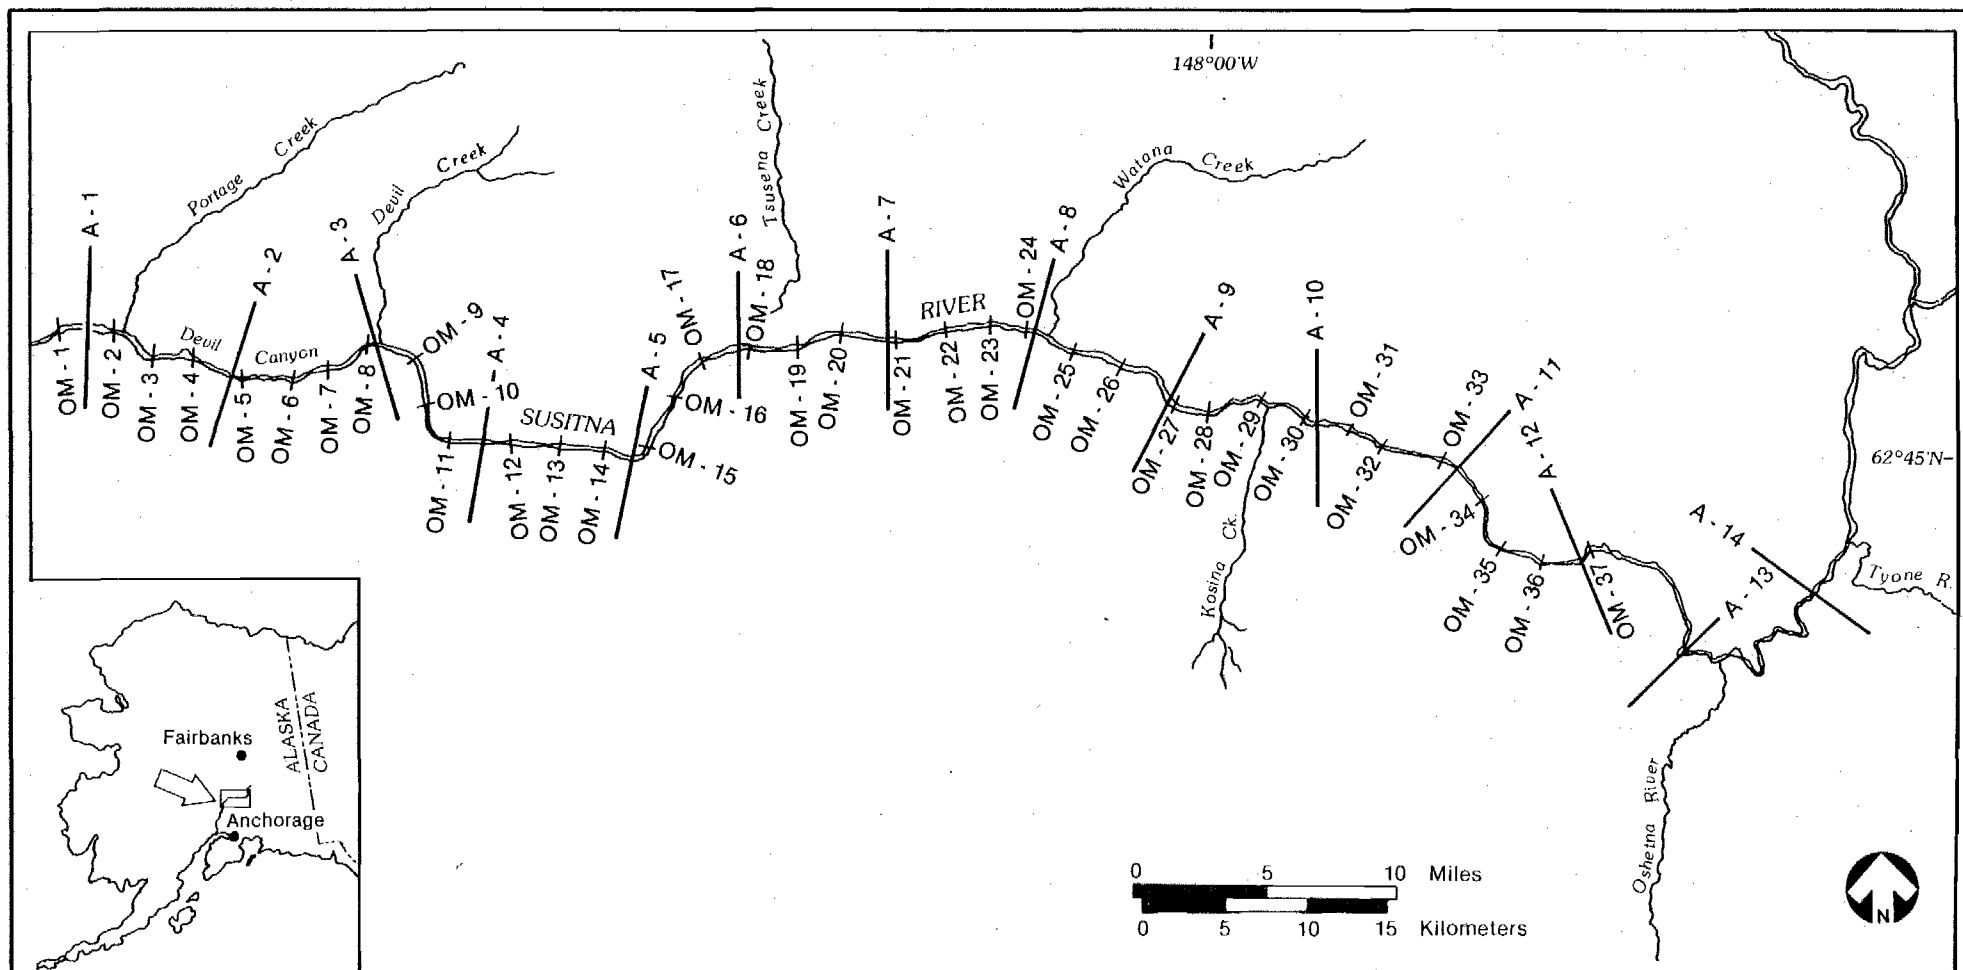 148°00'W
Portage Creek
Devil Creek
Tsusena Creek
Watana Creek
A - 1
A - 2
A - 3
A - 4
A - 5
A - 6
A - 7
A - 8
A - 9
A - 10
A - 11
A - 12
A - 13
A - 14
Devil Canyon
SUSITNA RIVER
OM - 1
OM - 2
OM - 3
OM - 4
OM - 5
OM - 6
OM - 7
OM - 8
OM - 9
OM - 10
OM - 11
OM - 12
OM - 13
OM - 14
OM - 15
OM - 16
OM - 17
OM - 18
OM - 19
OM - 20
OM - 21
OM - 22
OM - 23
OM - 24
OM - 25
OM - 26
OM - 27
OM - 28
OM - 29
OM - 30
OM - 31
OM - 32
OM - 33
OM - 34
OM - 35
OM - 36
OM - 37
62°45'N
Kosina Ck.
Tyone R.
Oshetna River
ALASKA
CANADA
Fairbanks
Anchorage
0 5 10 Miles
0 5 10 15 Kilometers
N